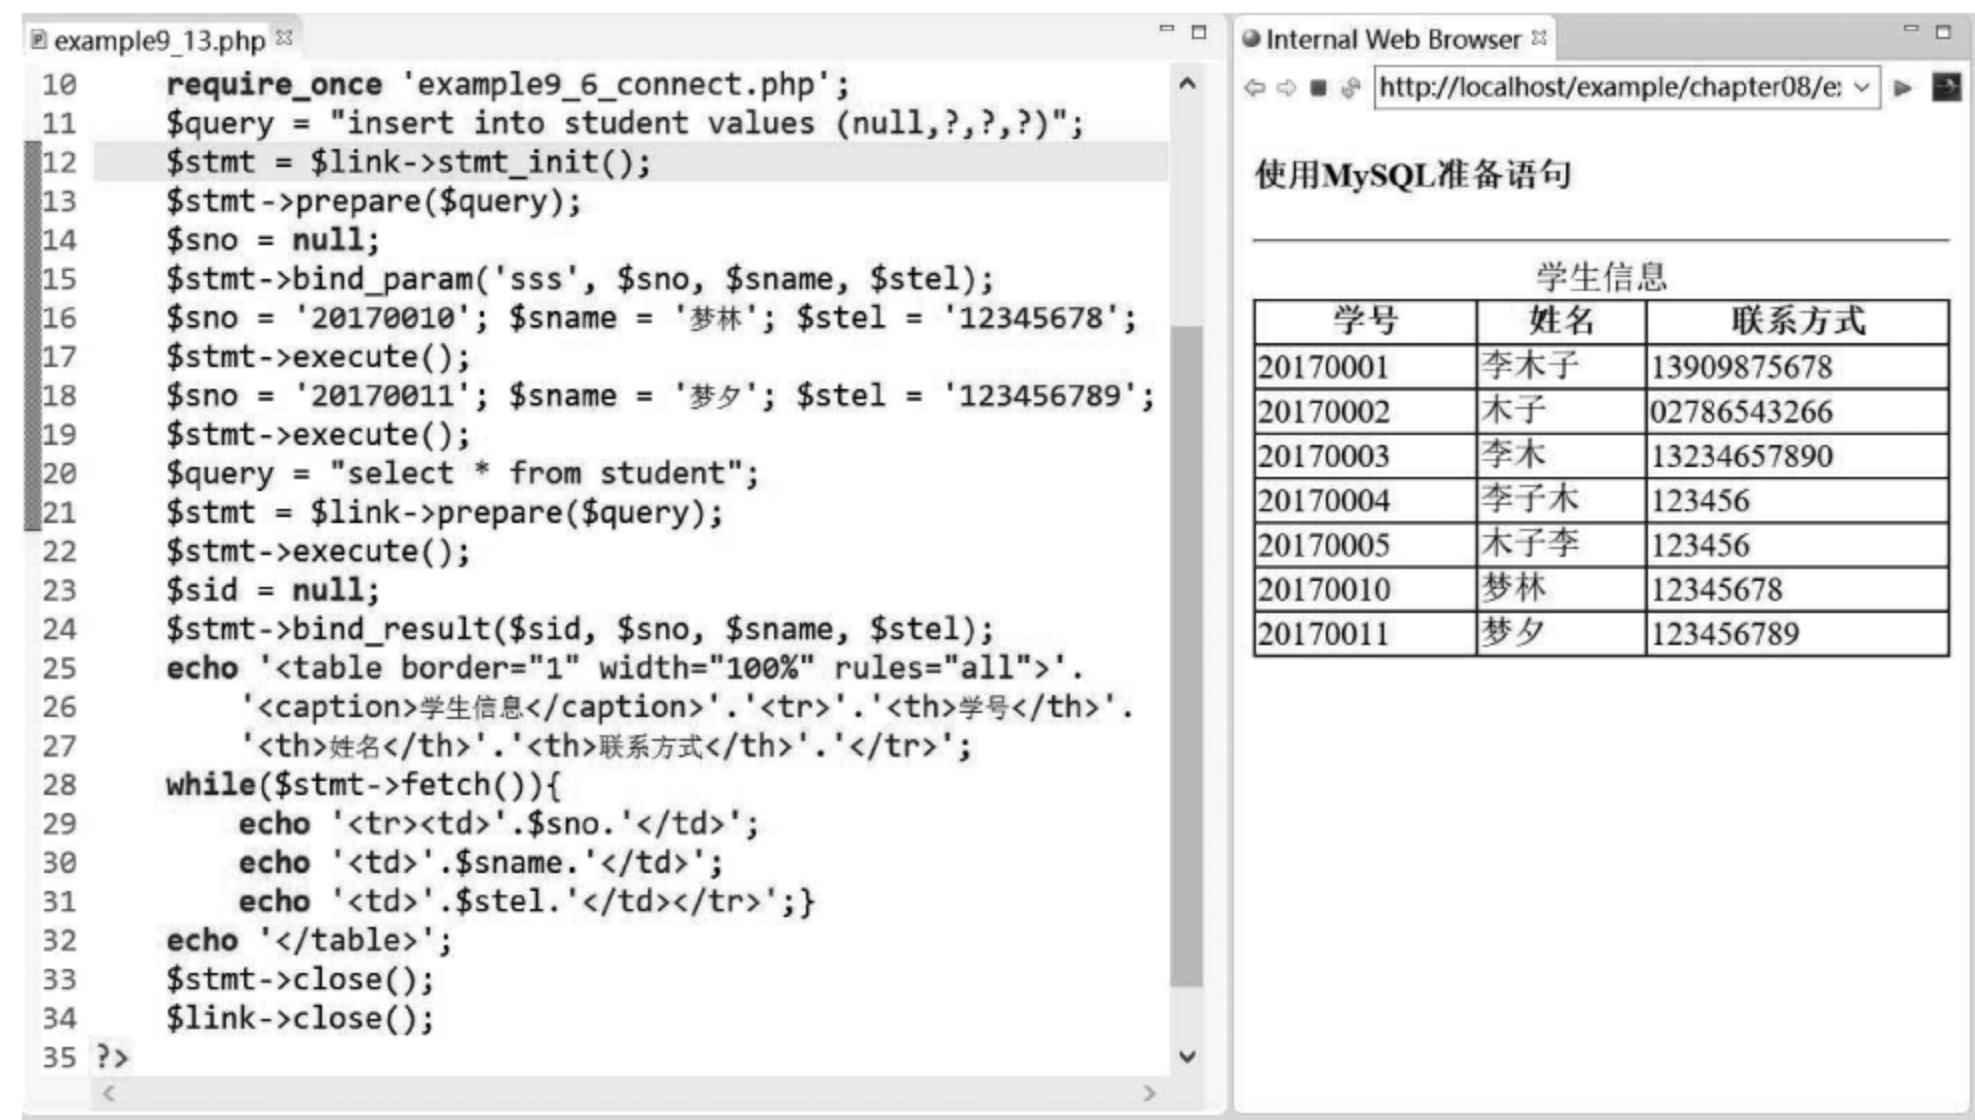 example9_13.php
10 require_once 'example9_6_connect.php';
11 $query = "insert into student values (null,?,?,?)";
12 $stmt = $link->stmt_init();
13 $stmt->prepare($query);
14 $sno = null;
15 $stmt->bind_param('sss', $sno, $sname, $stel);
16 $sno = '20170010'; $sname = '梦林'; $stel = '12345678';
17 $stmt->execute();
18 $sno = '20170011'; $sname = '梦夕'; $stel = '123456789';
19 $stmt->execute();
20 $query = "select * from student";
21 $stmt = $link->prepare($query);
22 $stmt->execute();
23 $sid = null;
24 $stmt->bind_result($sid, $sno, $sname, $stel);
25 echo '<table border="1" width="100%" rules="all">'.
26 '<caption>学生信息</caption>'.'<tr>'.'<th>学号</th>'.
27 '<th>姓名</th>'.'<th>联系方式</th>'.'</tr>';
28 while($stmt->fetch()){
29 echo '<tr><td>'.$sno.'</td>';
30 echo '<td>'.$sname.'</td>';
31 echo '<td>'.$stel.'</td></tr>';}
32 echo '</table>';
33 $stmt->close();
34 $link->close();
35 ?>
Internal Web Browser
http://localhost/example/chapter08/e
使用MySQL准备语句
学生信息
学号 姓名 联系方式
20170001 李木子 13909875678
20170002 木子 02786543266
20170003 李木 13234657890
20170004 李子木 123456
20170005 木子李 123456
20170010 梦林 12345678
20170011 梦夕 123456789